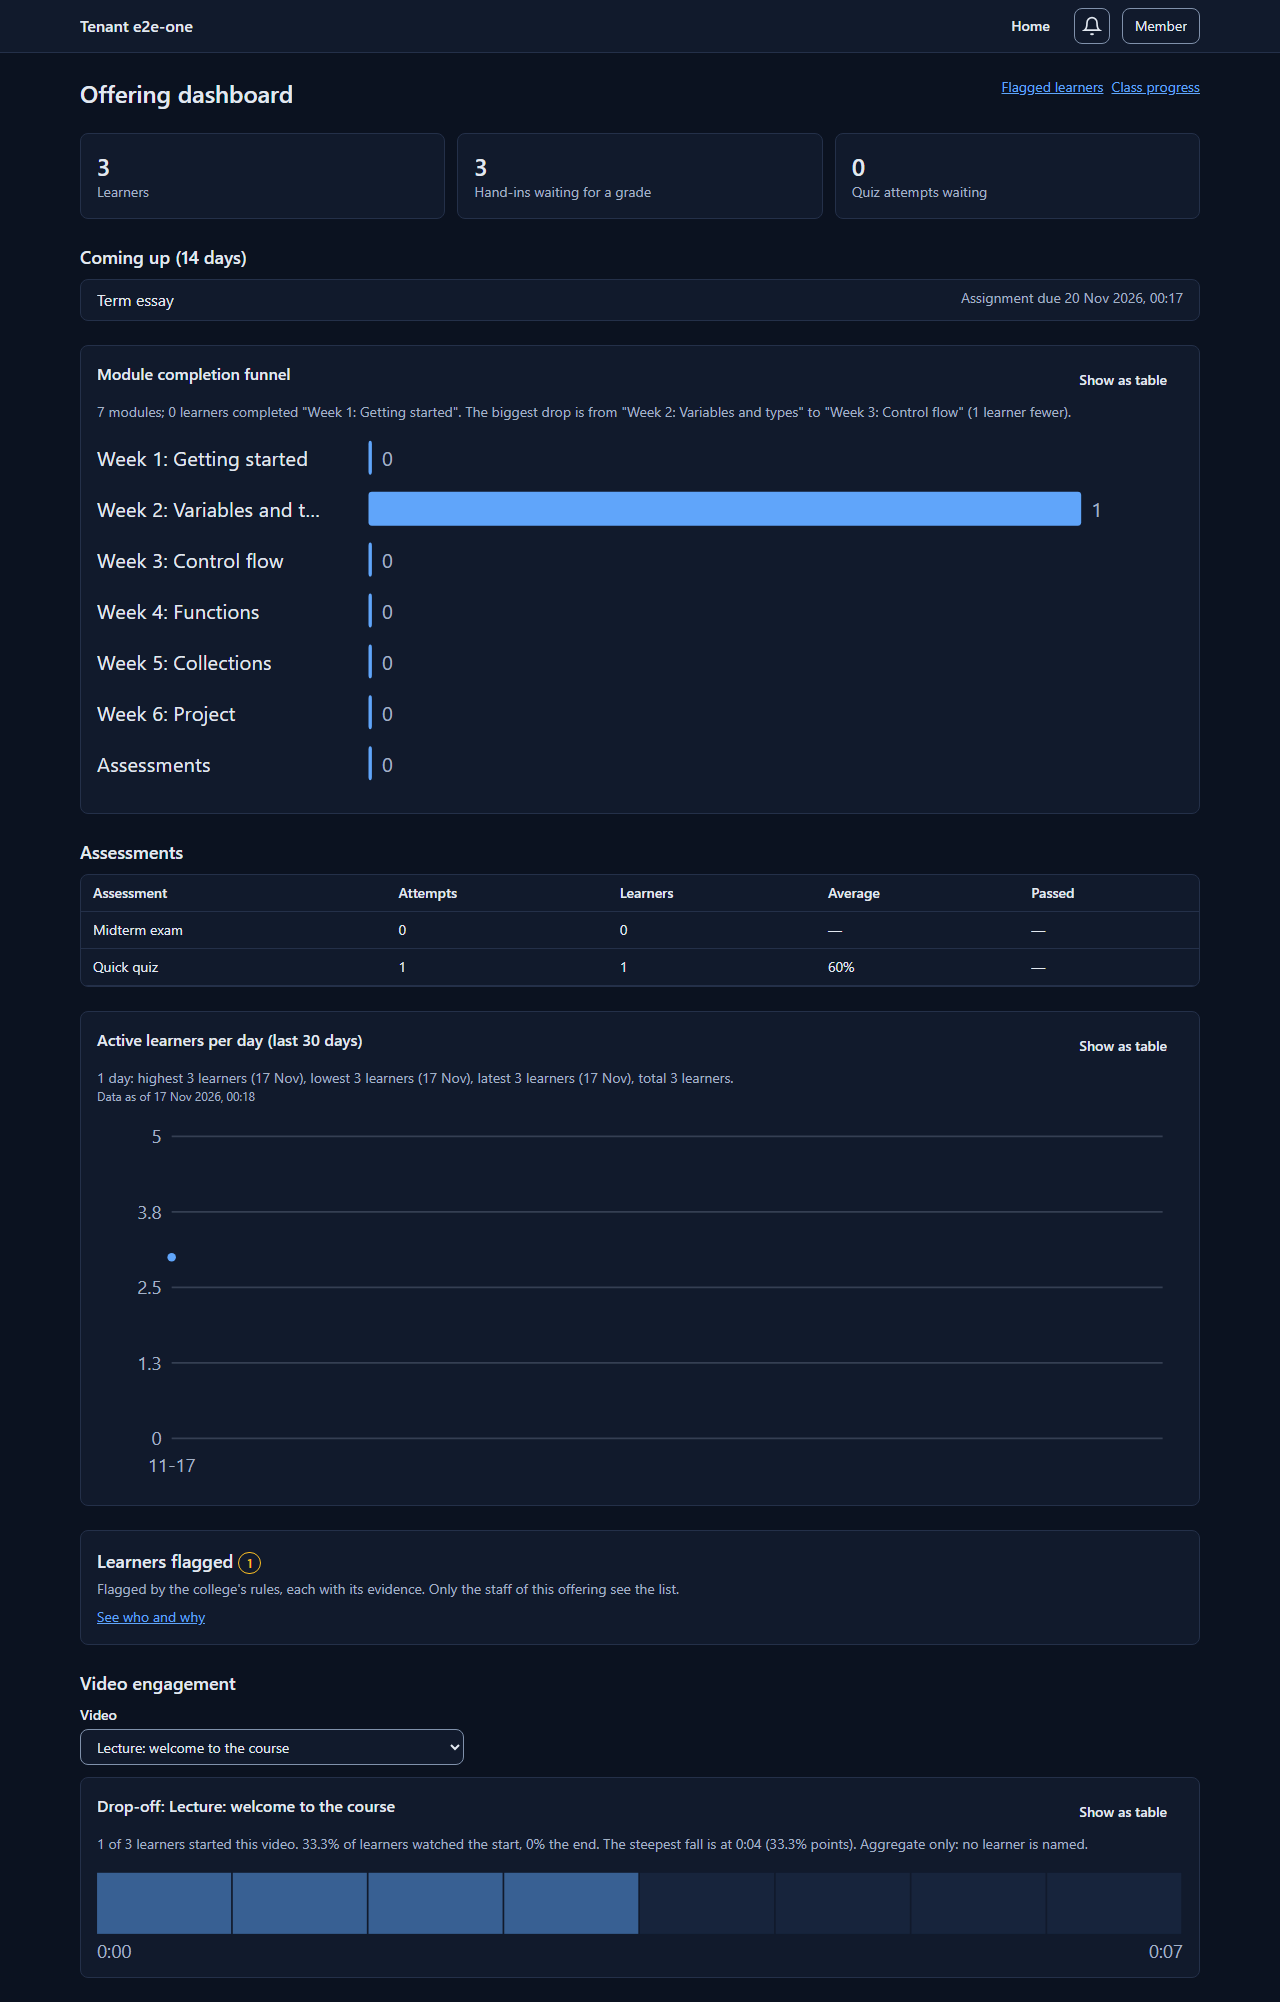 Tenant e2e-one
Home
Member
Offering dashboard
Flagged learners Class progress
3
Learners
3
Hand-ins waiting for a grade
0
Quiz attempts waiting
Coming up (14 days)
Term essay
Assignment due 20 Nov 2026, 00:17
Module completion funnel
Show as table
7 modules; 0 learners completed "Week 1: Getting started". The biggest drop is from "Week 2: Variables and types" to "Week 3: Control flow" (1 learner fewer).
Week 1: Getting started 0
Week 2: Variables and t... 1
Week 3: Control flow 0
Week 4: Functions 0
Week 5: Collections 0
Week 6: Project 0
Assessments 0
Assessments
Assessment Attempts Learners Average Passed
Midterm exam 0 0 — —
Quick quiz 1 1 60% —
Active learners per day (last 30 days)
Show as table
1 day: highest 3 learners (17 Nov), lowest 3 learners (17 Nov), latest 3 learners (17 Nov), total 3 learners.
Data as of 17 Nov 2026, 00:18
5
3.8
2.5
1.3
0
11-17
Learners flagged 1
Flagged by the college's rules, each with its evidence. Only the staff of this offering see the list.
See who and why
Video engagement
Video
Lecture: welcome to the course
Drop-off: Lecture: welcome to the course
Show as table
1 of 3 learners started this video. 33.3% of learners watched the start, 0% the end. The steepest fall is at 0:04 (33.3% points). Aggregate only: no learner is named.
0:00 0:07